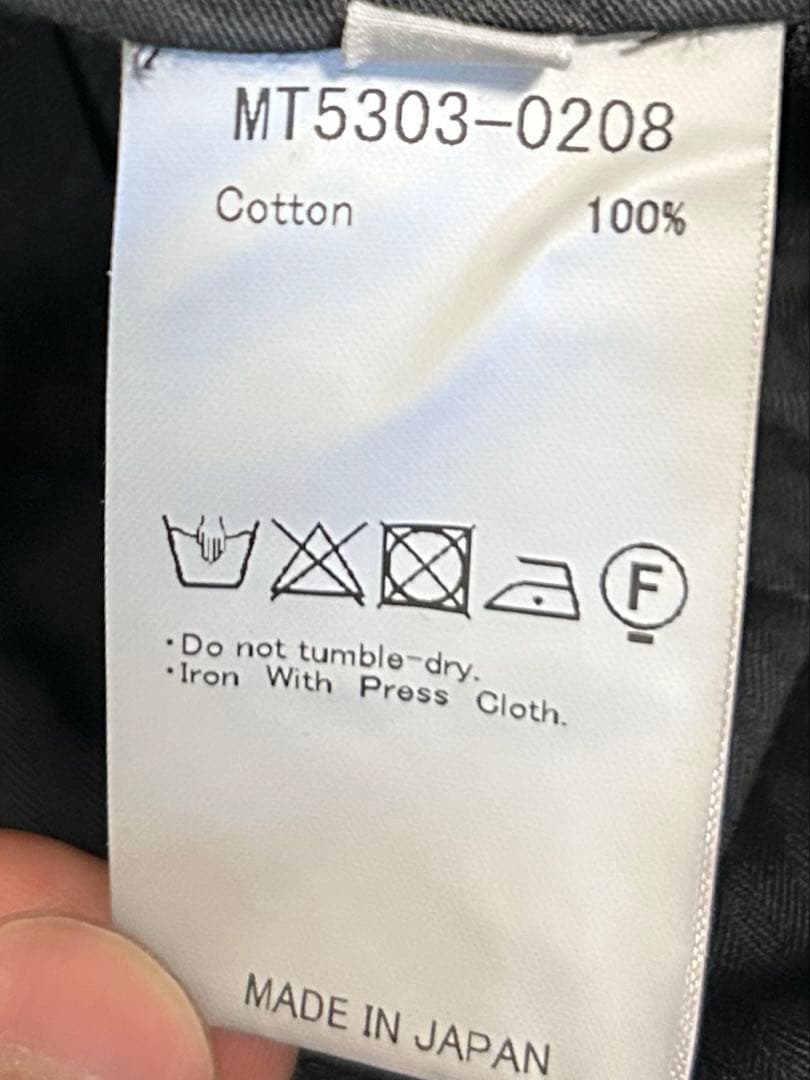 MT5303-0208
Cotton 100%
F
·Do not tumble-dry.
·Iron With Press Cloth.
MADE IN JAPAN